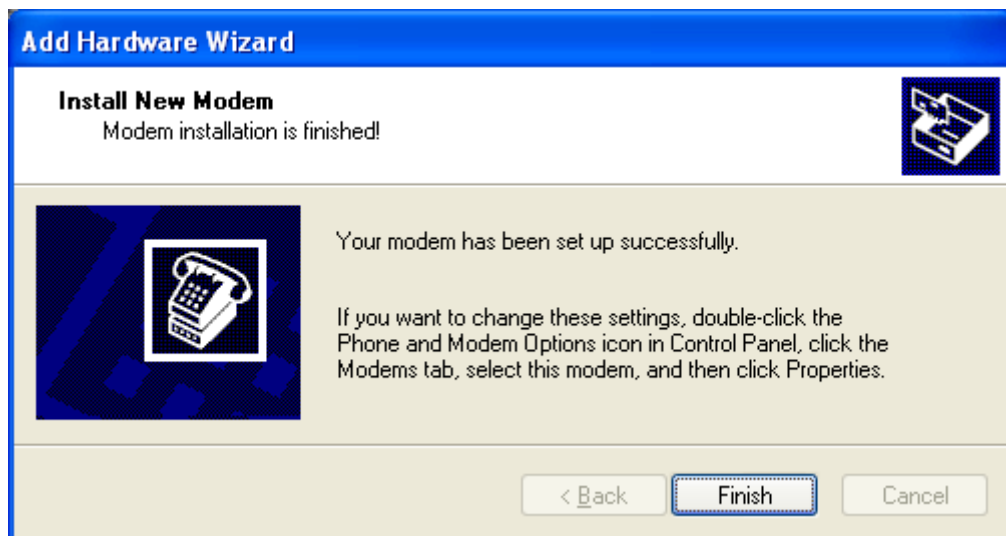 Add Hardware Wizard
Install New Modem
Modem installation is finished!
Your modem has been set up successfully.
If you want to change these settings, double-click the
Phone and Modem Options icon in Control Panel, click the
Modems tab, select this modem, and then click Properties.
< Back Finish Cancel